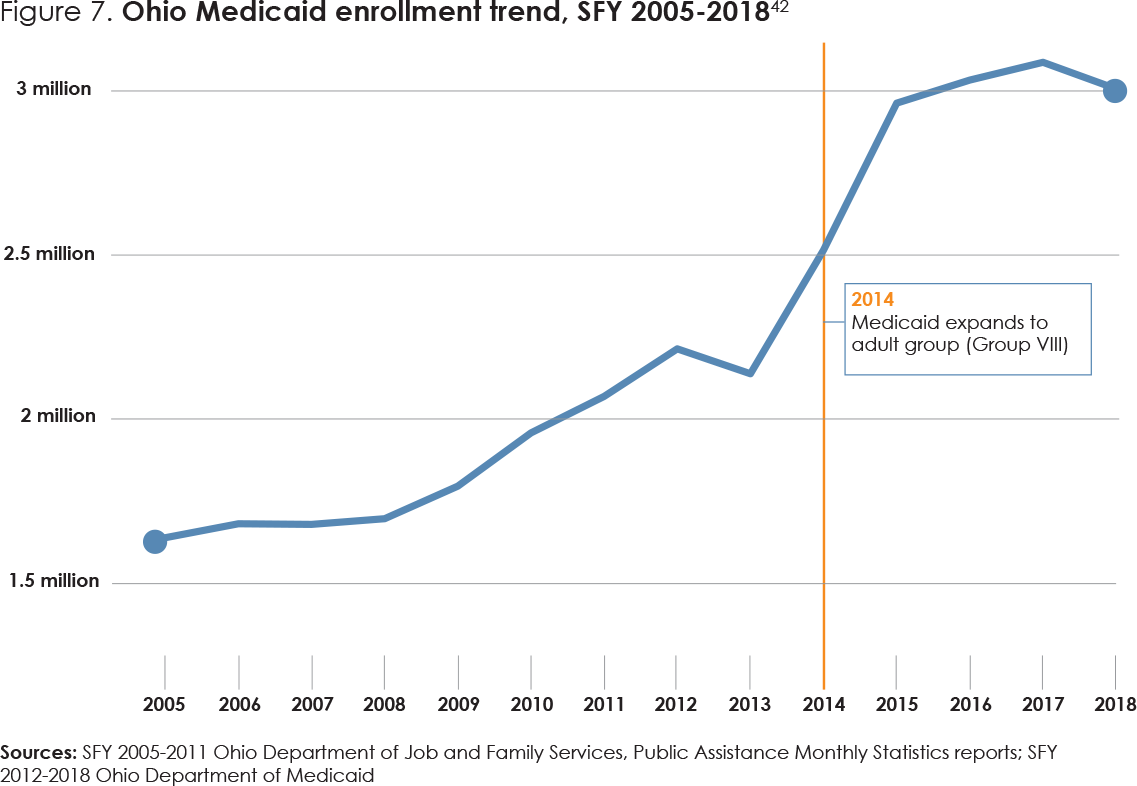 Figure 7. Ohio Medicaid enrollment trend, SFY 2005-2018⁴²
3 million
2.5 million
2014
Medicaid expands to
adult group (Group VIII)
2 million
1.5 million
2005 2006 2007 2008 2009 2010 2011 2012 2013 2014 2015 2016 2017 2018
Sources: SFY 2005-2011 Ohio Department of Job and Family Services, Public Assistance Monthly Statistics reports; SFY
2012-2018 Ohio Department of Medicaid